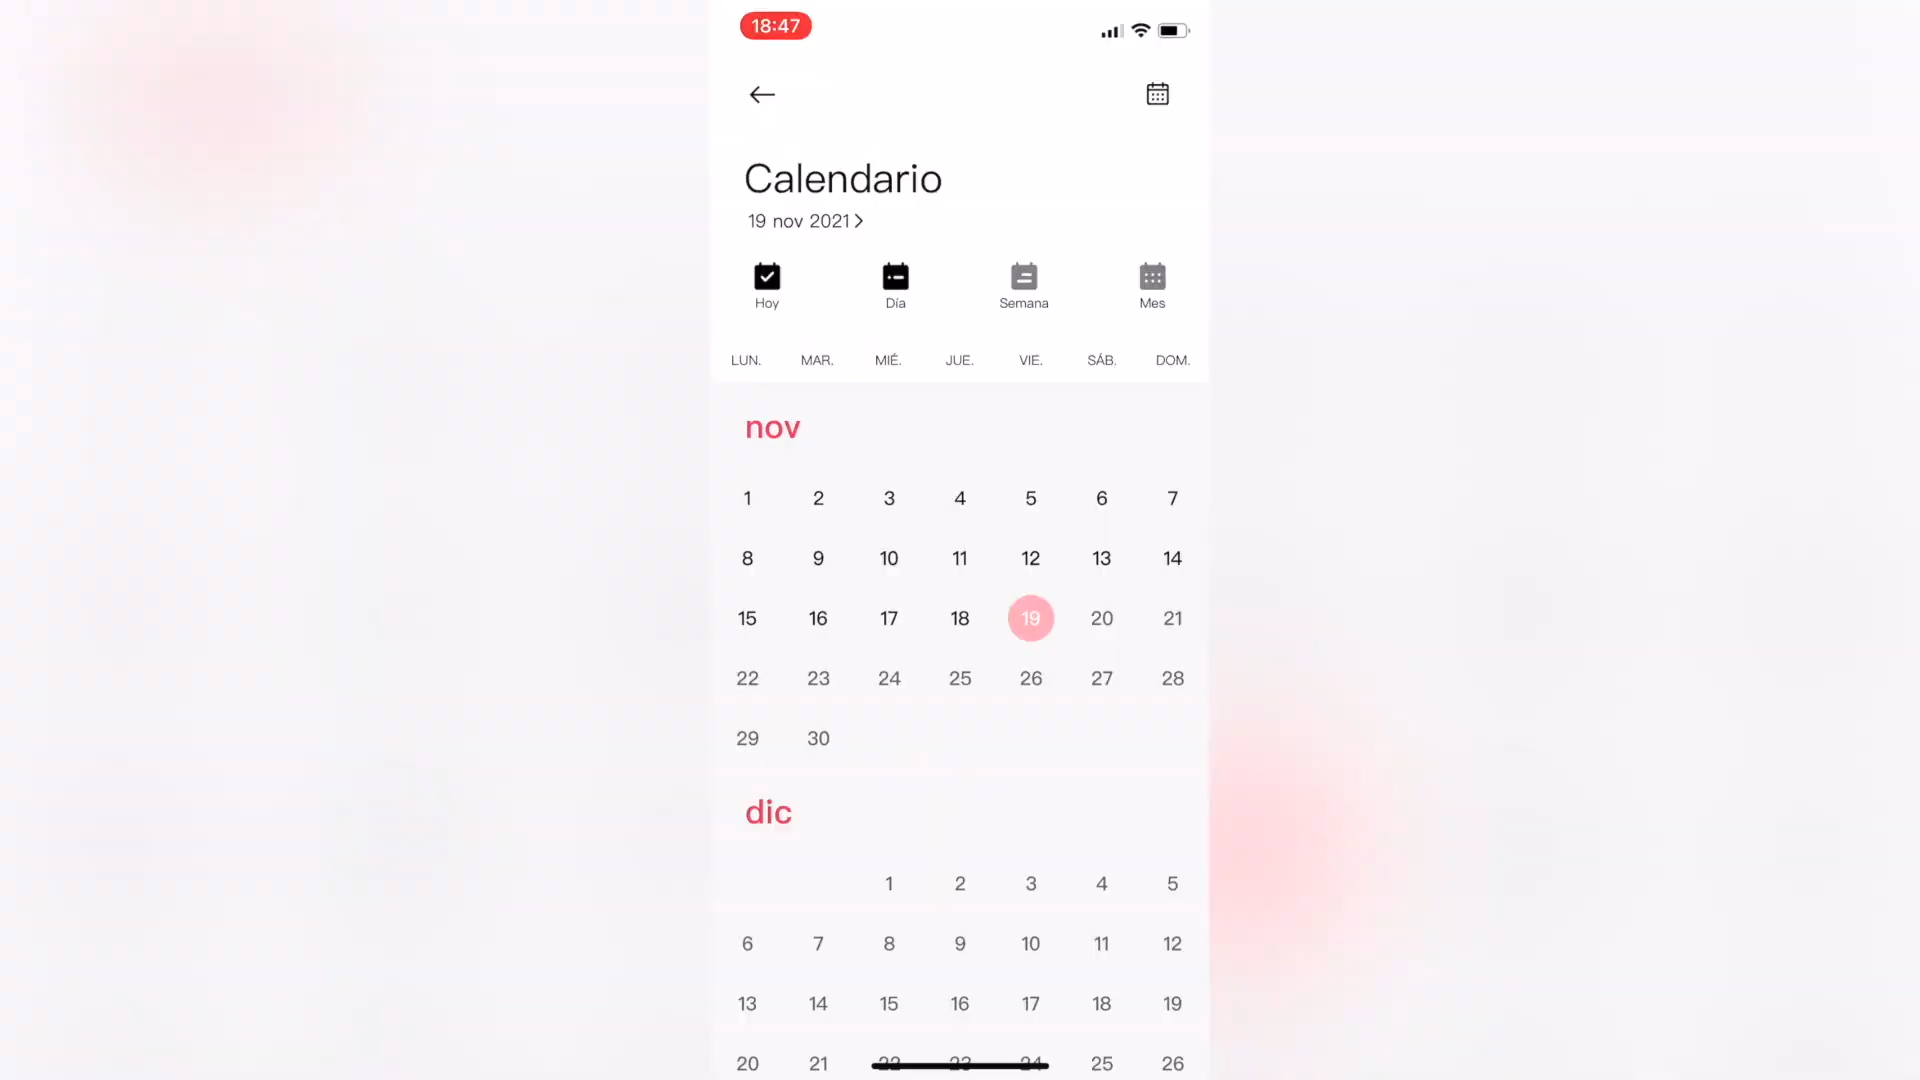 18:47
Calendario
19 nov 2021
Hoy Día Semana Mes
LUN. MAR. MIÉ. JUE. VIE. SÁB. DOM.
nov
1 2 3 4 5 6 7
8 9 10 11 12 13 14
15 16 17 18 19 20 21
22 23 24 25 26 27 28
29 30
dic
1 2 3 4 5
6 7 8 9 10 11 12
13 14 15 16 17 18 19
20 21 22 23 24 25 26